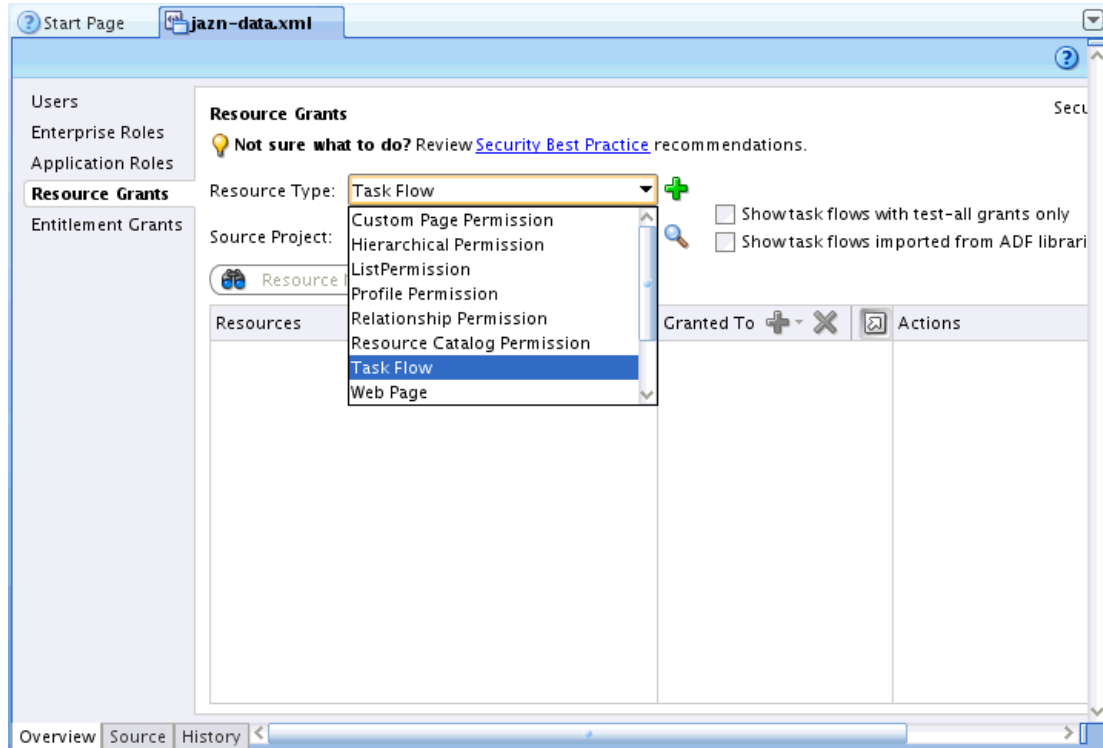 Start Page
jazn-data.xml
Users
Enterprise Roles
Application Roles
Resource Grants
Entitlement Grants
Resource Grants
Not sure what to do? Review Security Best Practice recommendations.
Resource Type: Task Flow
Source Project:
Custom Page Permission
Hierarchical Permission
ListPermission
Profile Permission
Relationship Permission
Resource Catalog Permission
Task Flow
Web Page
Show task flows with test-all grants only
Show task flows imported from ADF librari
Resource
Resources
Granted To
Actions
Overview
Source
History